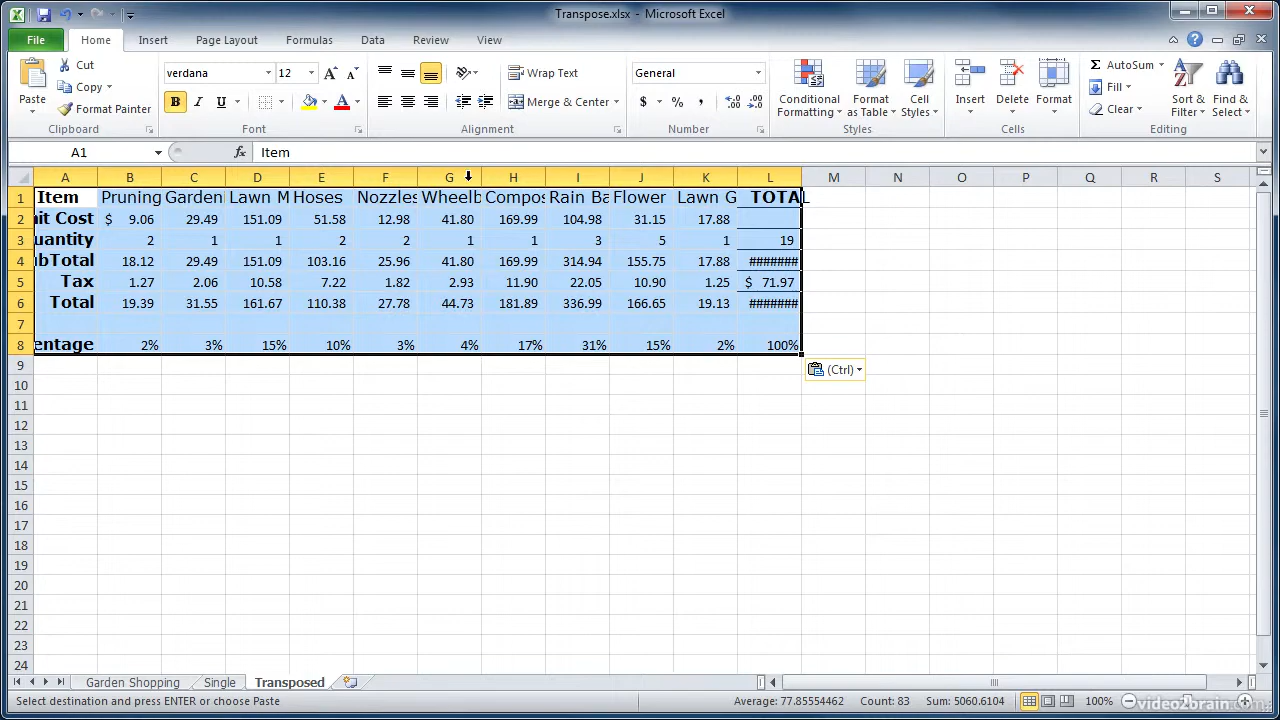 Transpose.xlsx - Microsoft Excel
File Home Insert Page Layout Formulas Data Review View
Cut
Copy
Format Painter
Paste
Clipboard
verdana 12
Font
Wrap Text
Merge & Center
Alignment
General
Number
Conditional Formatting
Format as Table
Cell Styles
Styles
Insert Delete Format
Cells
AutoSum
Fill
Clear
Sort & Filter
Find & Select
Editing
A1 fx Item
A B C D E F G H I J K L M N O P Q R S
1 Item Pruning Garden Lawn M Hoses Nozzles Wheelb Compos Rain Ba Flower Lawn G TOTAL
2 nit Cost $ 9.06 29.49 151.09 51.58 12.98 41.80 169.99 104.98 31.15 17.88
3 uantity 2 1 1 2 2 1 1 3 5 1 19
4 ubTotal 18.12 29.49 151.09 103.16 25.96 41.80 169.99 314.94 155.75 17.88 #######
5 Tax 1.27 2.06 10.58 7.22 1.82 2.93 11.90 22.05 10.90 1.25 $ 71.97
6 Total 19.39 31.55 161.67 110.38 27.78 44.73 181.89 336.99 166.65 19.13 #######
7
8 entage 2% 3% 15% 10% 3% 4% 17% 31% 15% 2% 100%
9
(Ctrl)
10
11
12
13
14
15
16
17
18
19
20
21
22
23
24
Garden Shopping Single Transposed
Select destination and press ENTER or choose Paste Average: 77.85554462 Count: 83 Sum: 5060.6104 100%
video2brain.com